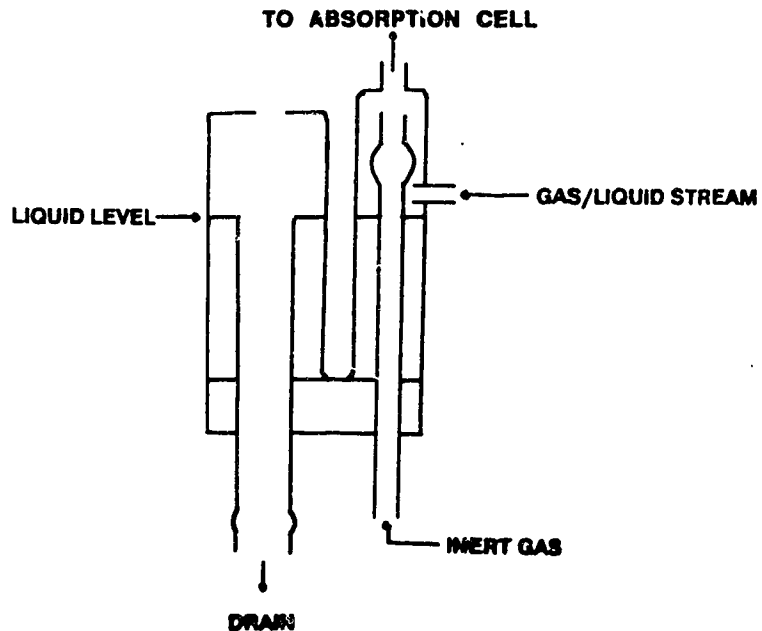 TO ABSORPTION CELL
GAS/LIQUID STREAM
LIQUID LEVEL
INERT GAS
DRAIN